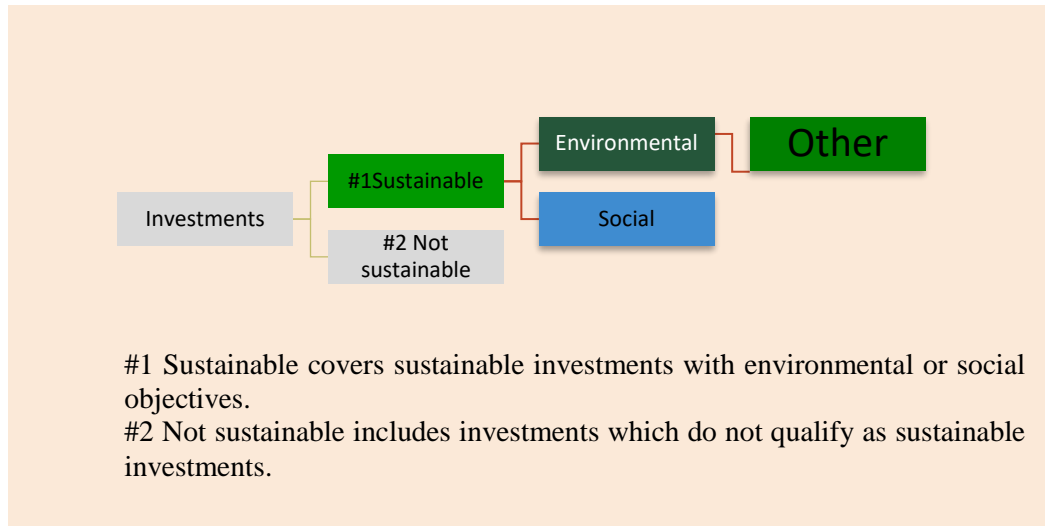 Environmental
Other
#1Sustainable
Investments
Social
#2 Not
sustainable
#1 Sustainable covers sustainable investments with environmental or social
objectives.
#2 Not sustainable includes investments which do not qualify as sustainable
investments.